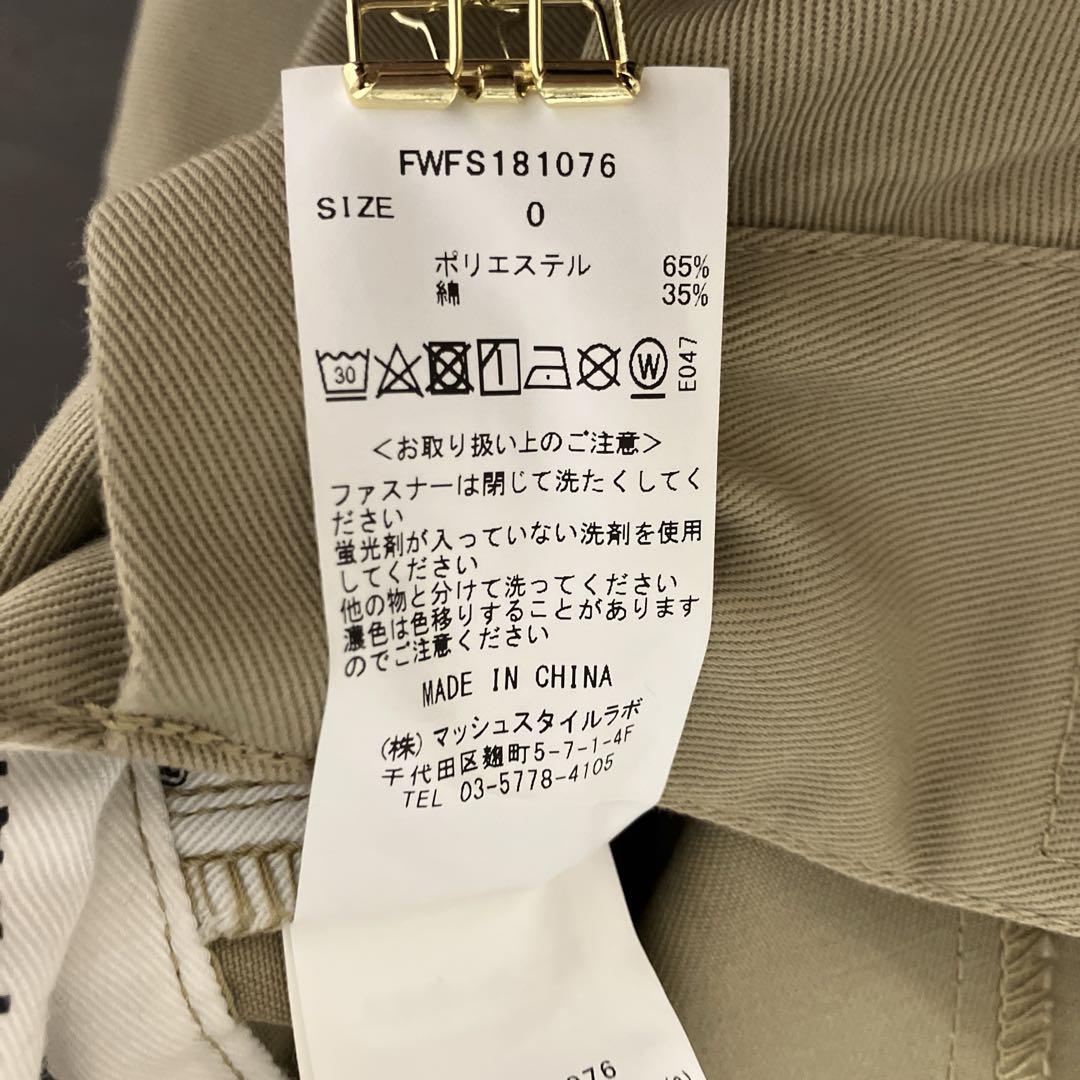 FWFS181076
SIZE 0
ポリエステル 65%
綿 35%
30 W E047
<お取り扱い上のご注意>
ファスナーは閉じて洗たくしてく
ださい
蛍光剤が入っていない洗剤を使用
してください
他の物と分けて洗ってください
濃色は色移りすることがあります
のでご注意ください
MADE IN CHINA
(株)マッシュスタイルラボ
千代田区麹町5-7-1-4F
TEL 03-5778-4105